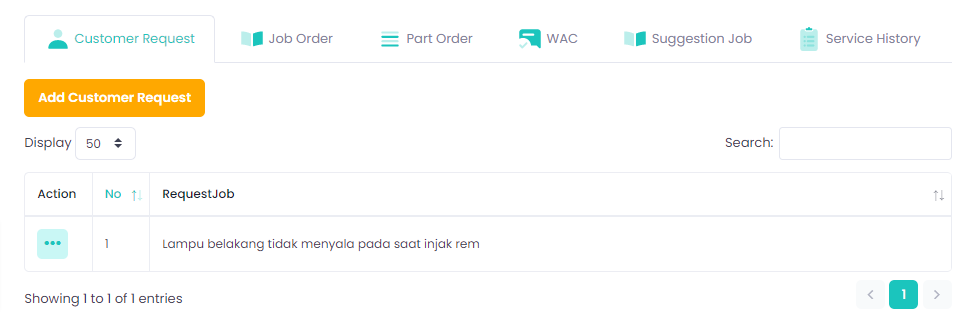 Customer Request Job Order Part Order WAC Suggestion Job Service History
Add Customer Request
Display 50 Search:
Action No RequestJob
1 Lampu belakang tidak menyala pada saat injak rem
Showing 1 to 1 of 1 entries 1